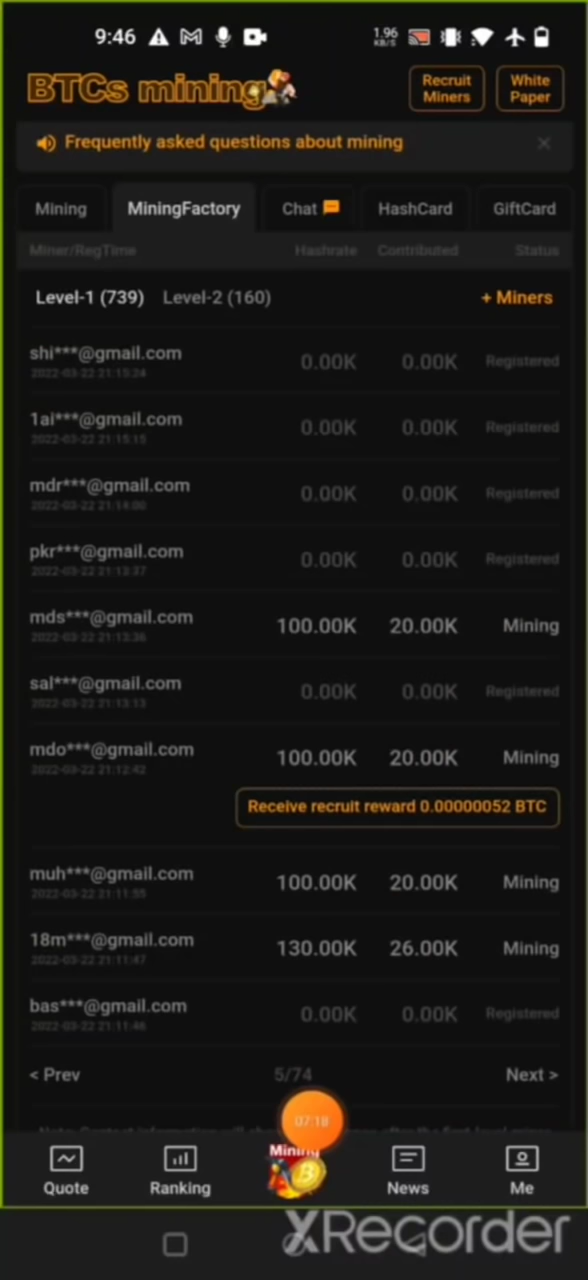 9:46
1.96
KB/S
BTCs mining
Recruit
Miners
White
Paper
Frequently asked questions about mining
Mining
MiningFactory
Chat
HashCard
GiftCard
Miner/RegTime
Hashrate
Contributed
Status
Level-1 (739)
Level-2 (160)
+ Miners
shi***@gmail.com
0.00K
0.00K
Registered
2022-03-22 21:15:24
1ai***@gmail.com
0.00K
0.00K
Registered
2022-03-22 21:15:15
mdr***@gmail.com
0.00K
0.00K
Registered
2022-03-22 21:14:00
pkr***@gmail.com
0.00K
0.00K
Registered
2022-03-22 21:13:37
mds***@gmail.com
100.00K
20.00K
Mining
2022-03-22 21:13:36
sal***@gmail.com
0.00K
0.00K
Registered
2022-03-22 21:13:13
mdo***@gmail.com
100.00K
20.00K
Mining
2022-03-22 21:12:42
Receive recruit reward 0.00000052 BTC
muh***@gmail.com
100.00K
20.00K
Mining
2022-03-22 21:11:55
18m***@gmail.com
130.00K
26.00K
Mining
2022-03-22 21:11:47
bas***@gmail.com
0.00K
0.00K
Registered
2022-03-22 21:11:46
< Prev
5/74
Next >
07:18
Quote
Ranking
Mining
News
Me
XRecorder